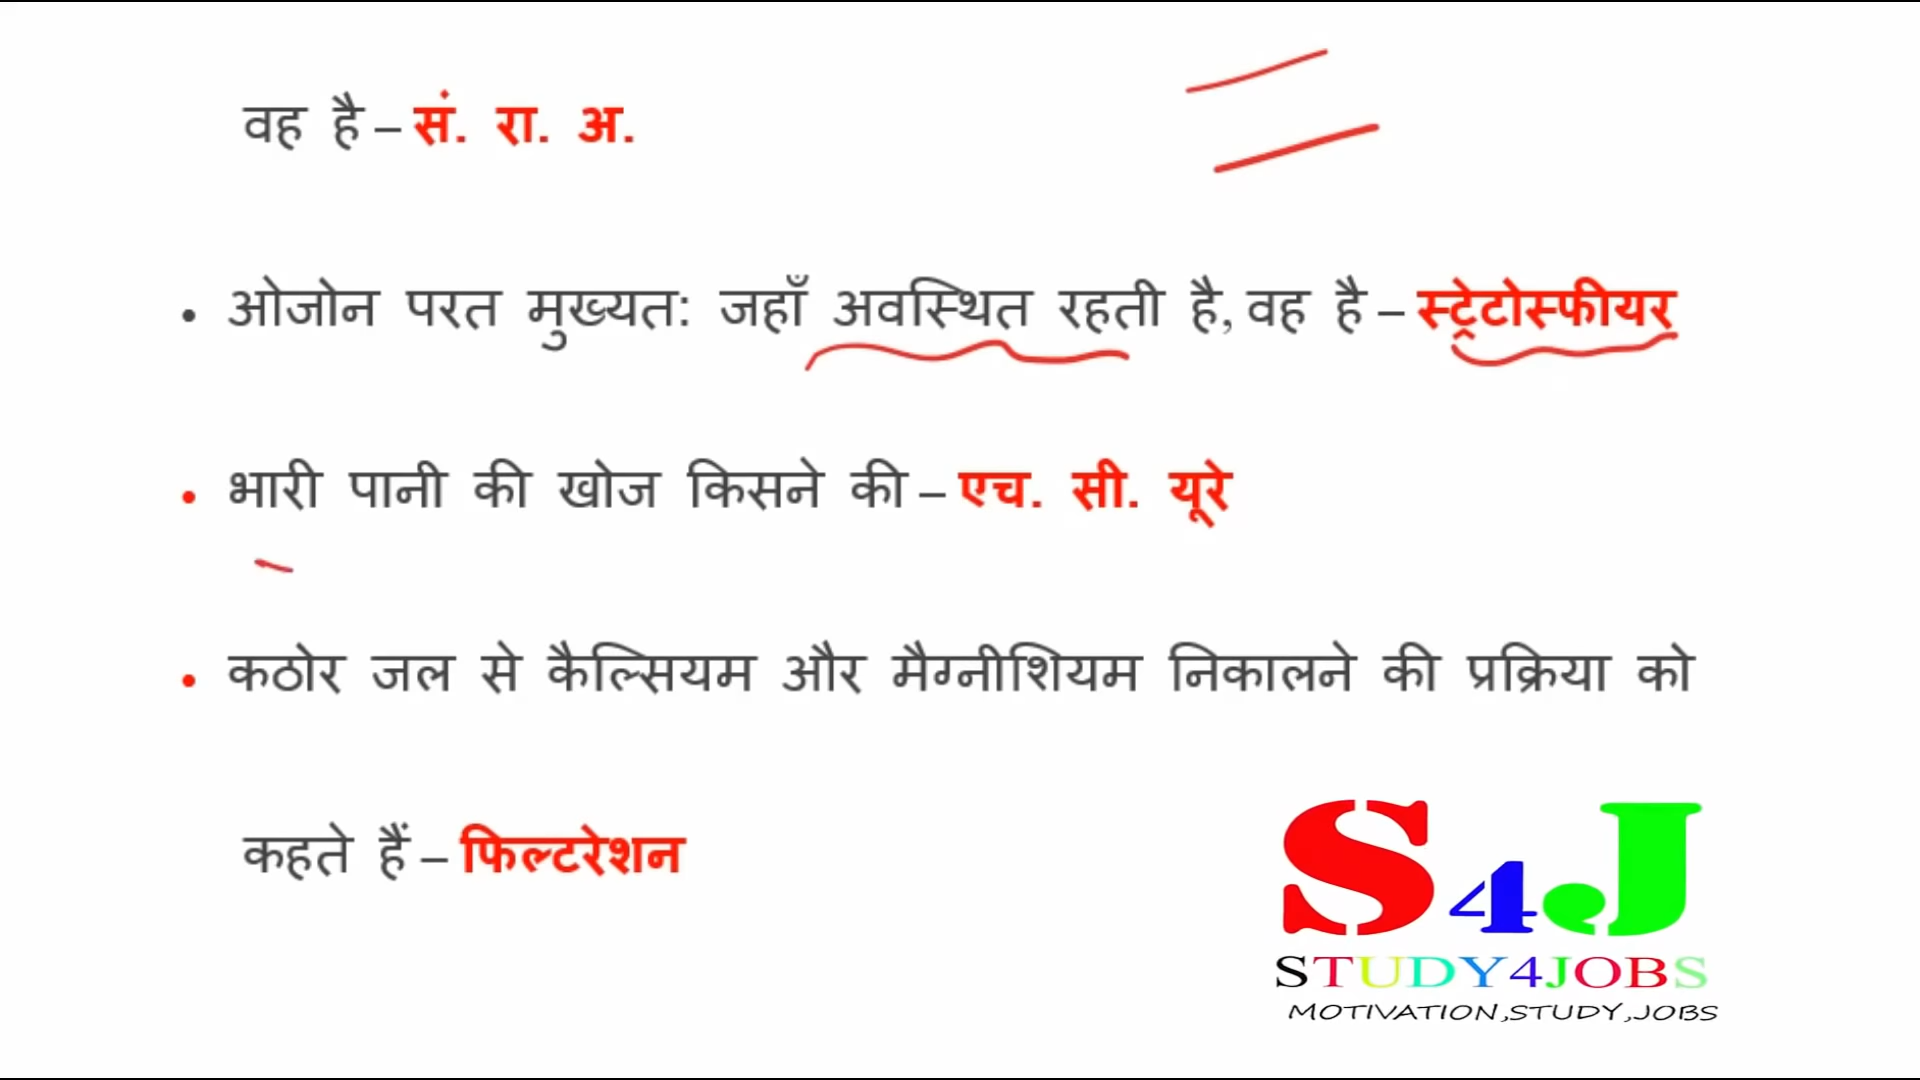 वह है – सं. रा. अ.
• ओजोन परत मुख्यत: जहाँ अवस्थित रहती है, वह है – स्ट्रेटोस्फीयर
• भारी पानी की खोज किसने की – एच. सी. यूरे
• कठोर जल से कैल्सियम और मैग्नीशियम निकालने की प्रक्रिया को
कहते हैं – फिल्टरेशन
S4J
STUDY4JOBS
MOTIVATION,STUDY,JOBS